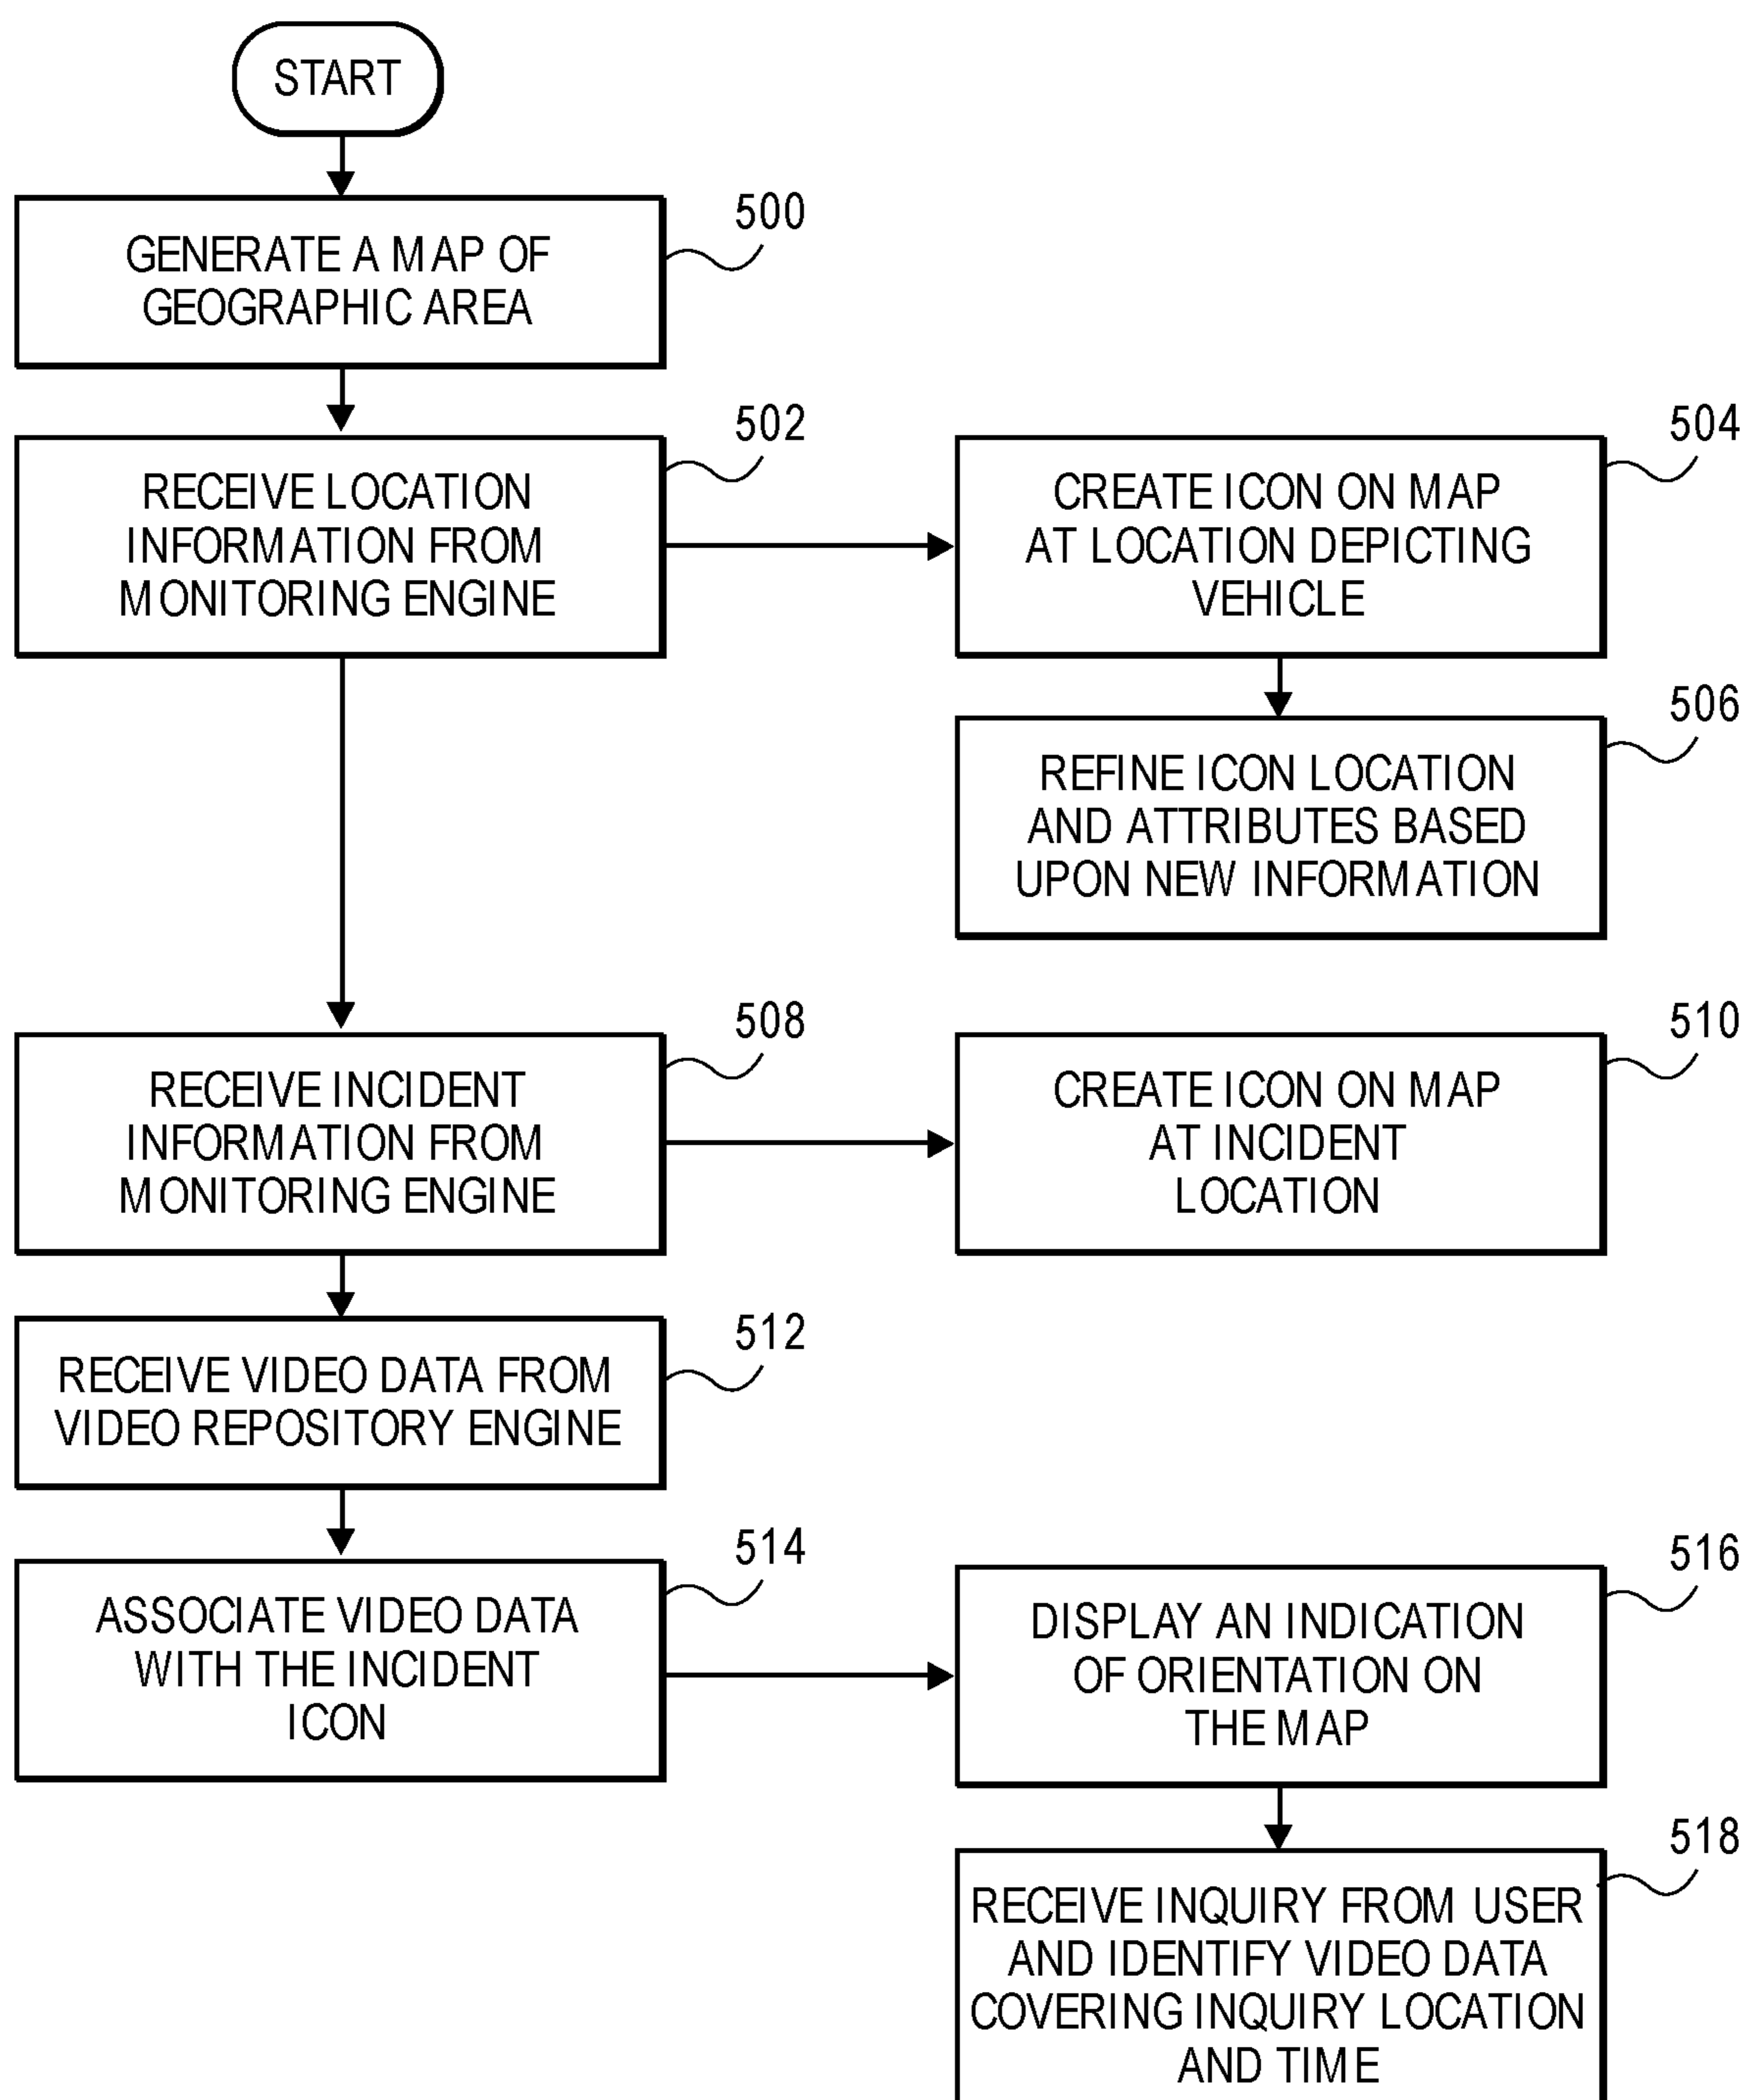 START
500
GENERATE A MAP OF
GEOGRAPHIC AREA
502
RECEIVE LOCATION
INFORMATION FROM
MONITORING ENGINE
504
CREATE ICON ON MAP
AT LOCATION DEPICTING
VEHICLE
506
REFINE ICON LOCATION
AND ATTRIBUTES BASED
UPON NEW INFORMATION
508
RECEIVE INCIDENT
INFORMATION FROM
MONITORING ENGINE
510
CREATE ICON ON MAP
AT INCIDENT
LOCATION
512
RECEIVE VIDEO DATA FROM
VIDEO REPOSITORY ENGINE
514
ASSOCIATE VIDEO DATA
WITH THE INCIDENT
ICON
516
DISPLAY AN INDICATION
OF ORIENTATION ON
THE MAP
518
RECEIVE INQUIRY FROM USER
AND IDENTIFY VIDEO DATA
COVERING INQUIRY LOCATION
AND TIME